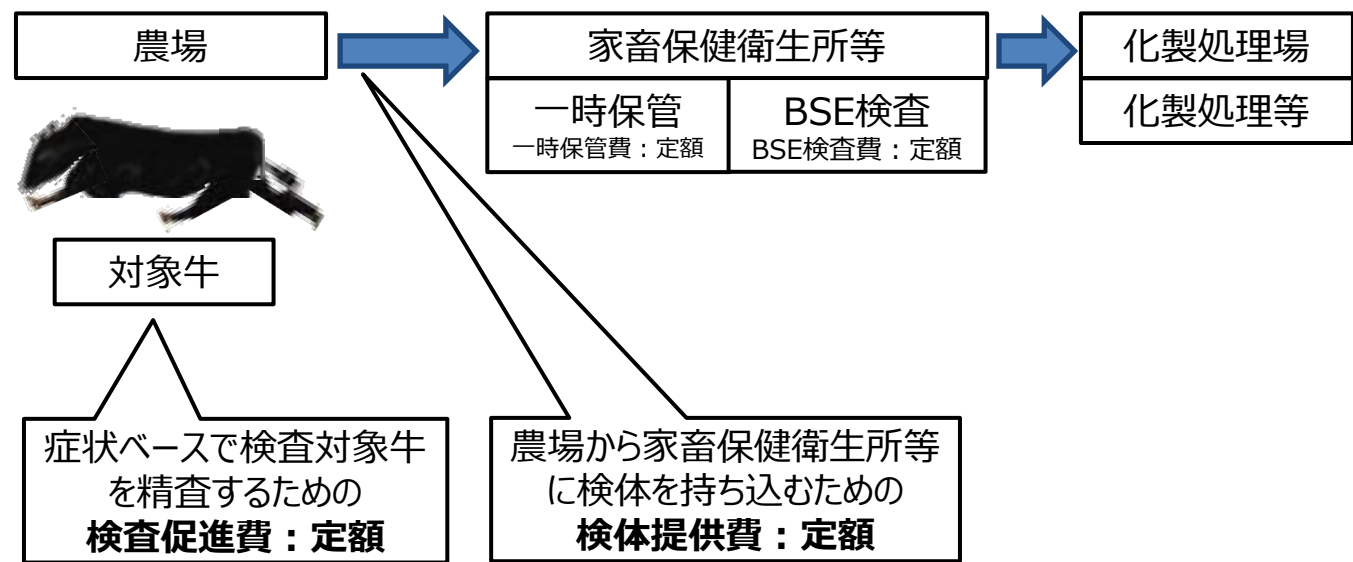 農場
家畜保健衛生所等
化製処理場
一時保管
一時保管費：定額
BSE検査
BSE検査費：定額
化製処理等
対象牛
症状ベースで検査対象牛
を精査するための
検査促進費：定額
農場から家畜保健衛生所等
に検体を持ち込むための
検体提供費：定額